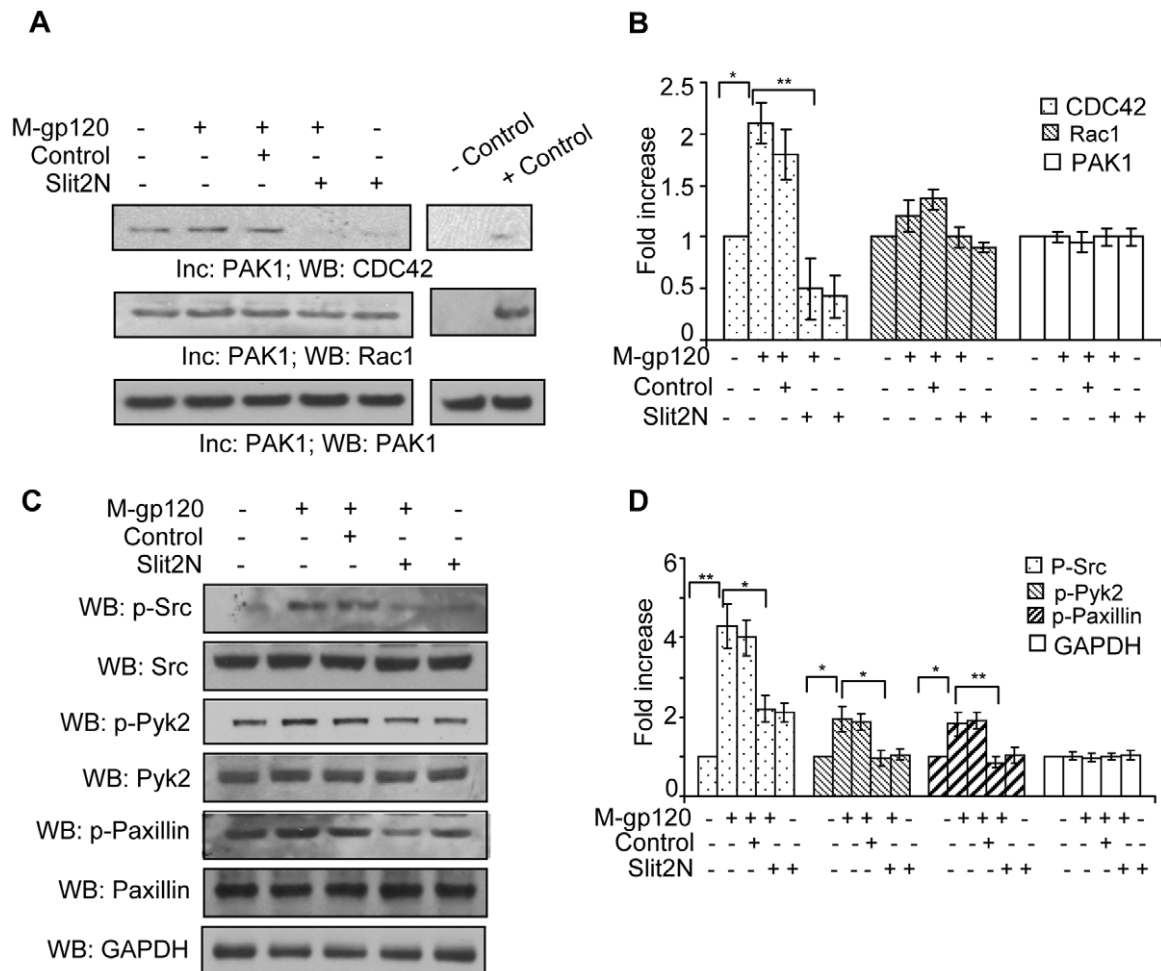 A
M-gp120 - + + + -
Control - - + - -
Slit2N - - - + +
- Control
+ Control
Inc: PAK1; WB: CDC42
Inc: PAK1; WB: Rac1
Inc: PAK1; WB: PAK1
B
* **
CDC42
Rac1
PAK1
Fold increase
2.5
2
1.5
1
0.5
0
M-gp120 - + + + - - + + + - - + + + -
Control - - + - - - - + - - - - + - -
Slit2N - - - + + - - - + + - - - + +
C
M-gp120 - + + + -
Control - - + - -
Slit2N - - - + +
WB: p-Src
WB: Src
WB: p-Pyk2
WB: Pyk2
WB: p-Paxillin
WB: Paxillin
WB: GAPDH
D
** * * * * **
P-Src
p-Pyk2
p-Paxillin
GAPDH
Fold increase
6
4
2
1
0
M-gp120 - + + + - - + + + - - + + + - - + + + -
Control - - + - - - - + - - - - + - - - - + - -
Slit2N - - - + + - - - + + - - - + + - - - + +